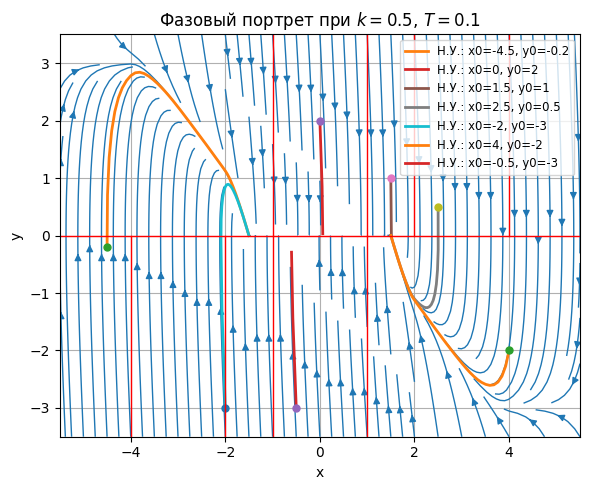 Фазовый портрет при k = 0.5, T = 0.1
Н.У.: x0=-4.5, y0=-0.2
Н.У.: x0=0, y0=2
Н.У.: x0=1.5, y0=1
Н.У.: x0=2.5, y0=0.5
Н.У.: x0=-2, y0=-3
Н.У.: x0=4, y0=-2
Н.У.: x0=-0.5, y0=-3
3
2
1
0
−1
−2
−3
y
−4 −2 0 2 4
x